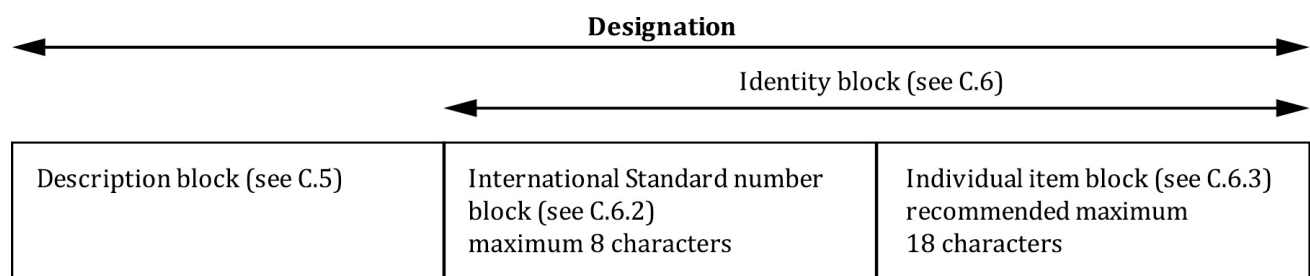 Designation
Identity block (see C.6)
Description block (see C.5)
International Standard number
block (see C.6.2)
maximum 8 characters
Individual item block (see C.6.3)
recommended maximum
18 characters